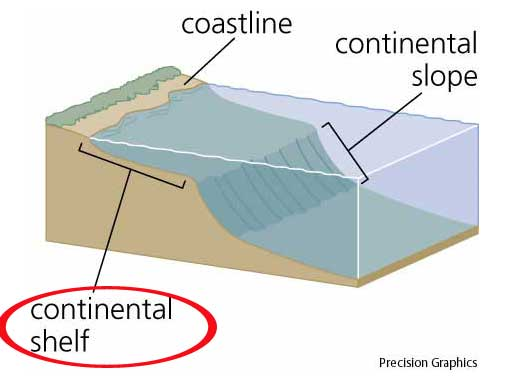 coastline
continental
slope
continental
shelf
Precision Graphics